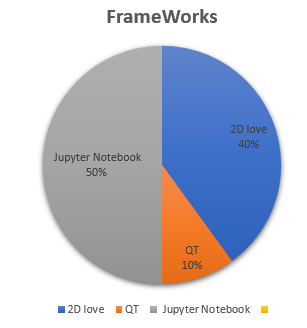 FrameWorks
2D love
40%
Jupyter Notebook
50%
QT
10%
2D love QT Jupyter Notebook